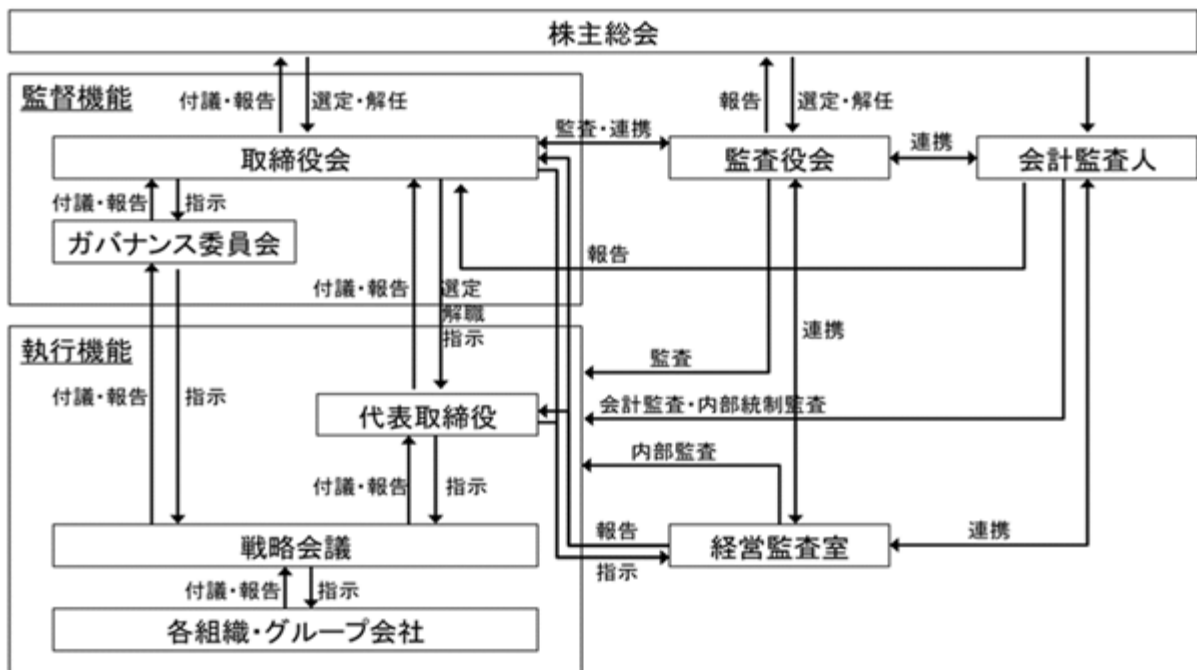 株主総会
監督機能
付議・報告
選定・解任
報告
選定・解任
監査・連携
連携
取締役会
監査役会
会計監査人
付議・報告
指示
ガバナンス委員会
報告
付議・報告
選定
解職
指示
連携
執行機能
監査
付議・報告
指示
代表取締役
会計監査・内部統制監査
内部監査
付議・報告
指示
戦略会議
報告
経営監査室
連携
指示
付議・報告
指示
各組織・グループ会社